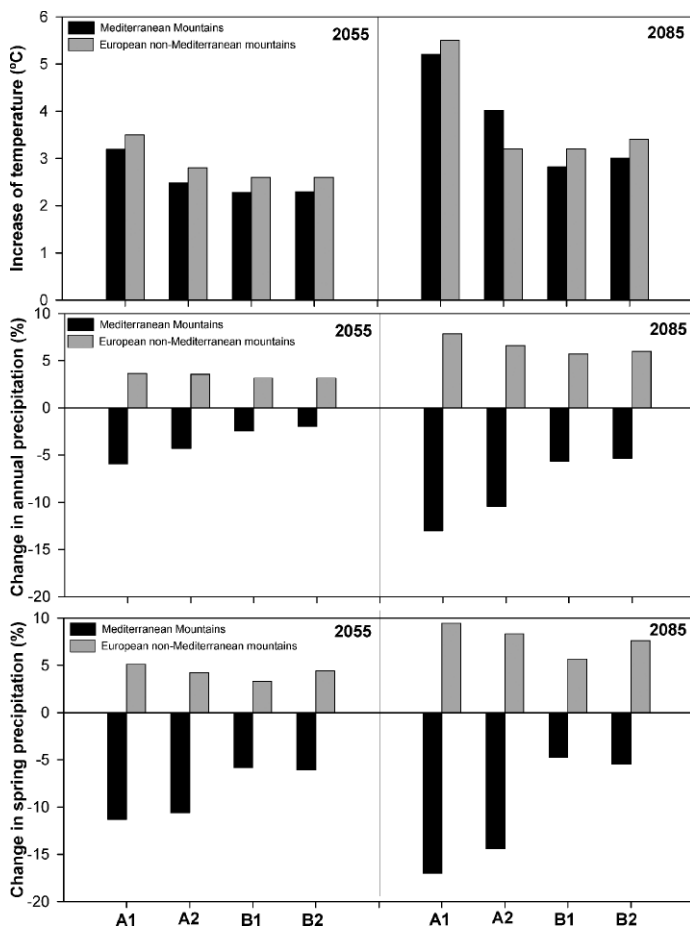 Increase of temperature (ºC)
6
5
4
3
2
1
0
Mediterranean Mountains
European non-Mediterranean mountains
2055
2085
Change in annual precipitation (%)
10
5
0
-5
-10
-15
-20
Mediterranean Mountains
European non-Mediterranean mountains
2055
2085
Change in spring precipitation (%)
10
5
0
-5
-10
-15
-20
Mediterranean Mountains
European non-Mediterranean mountains
2055
2085
A1 A2 B1 B2 A1 A2 B1 B2